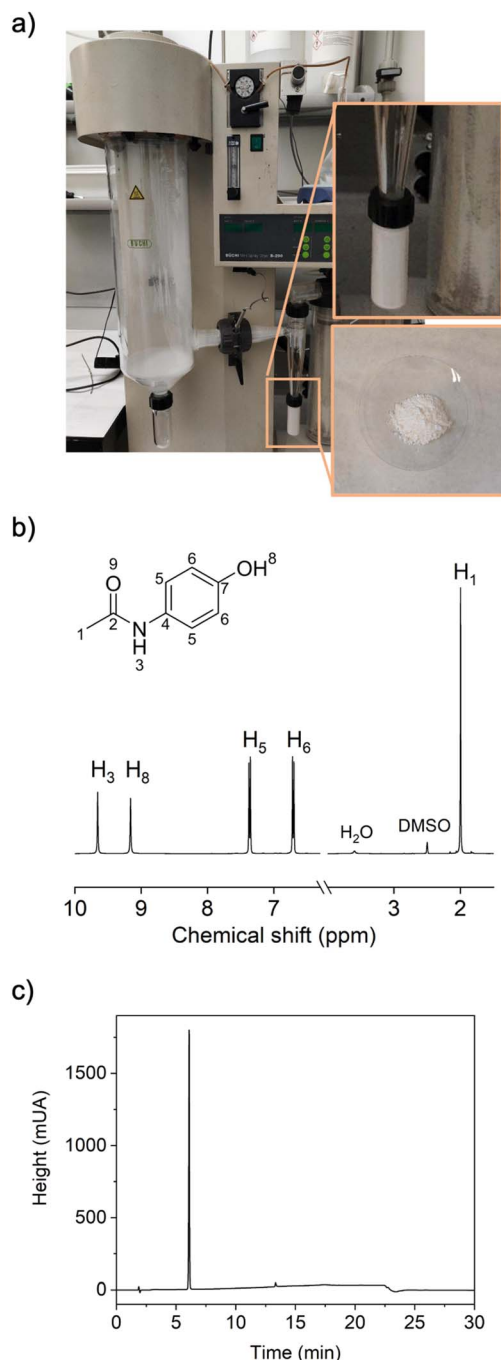 a)
BÜCHI
b)
9
O
6
OH8
5
7
2
1
N
4
6
H
5
3
H1
H3
H8
H5
H6
H2O
DMSO
10 9 8 7 3 2
Chemical shift (ppm)
c)
1500
1000
500
0
Height (mUA)
0 5 10 15 20 25 30
Time (min)